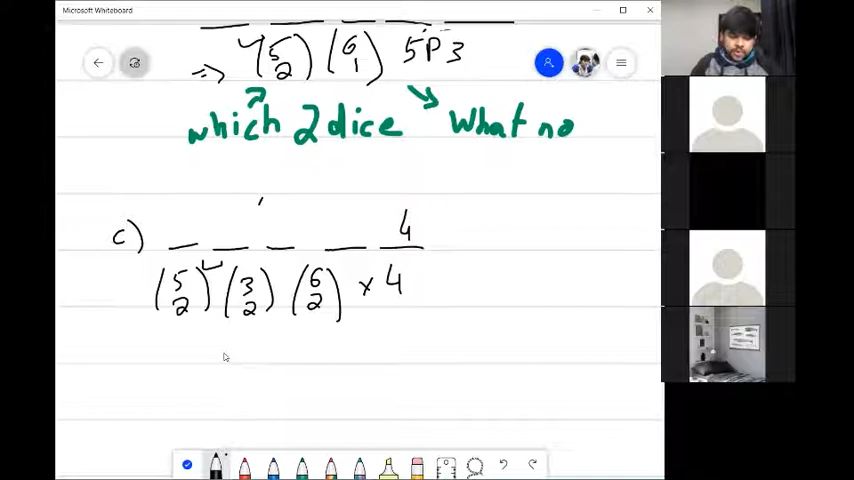 Microsoft Whiteboard
=> (5 2) (6 1) 5P3
which 2 dice What no
c) 4
(5 2) (3 2) (6 2) x 4